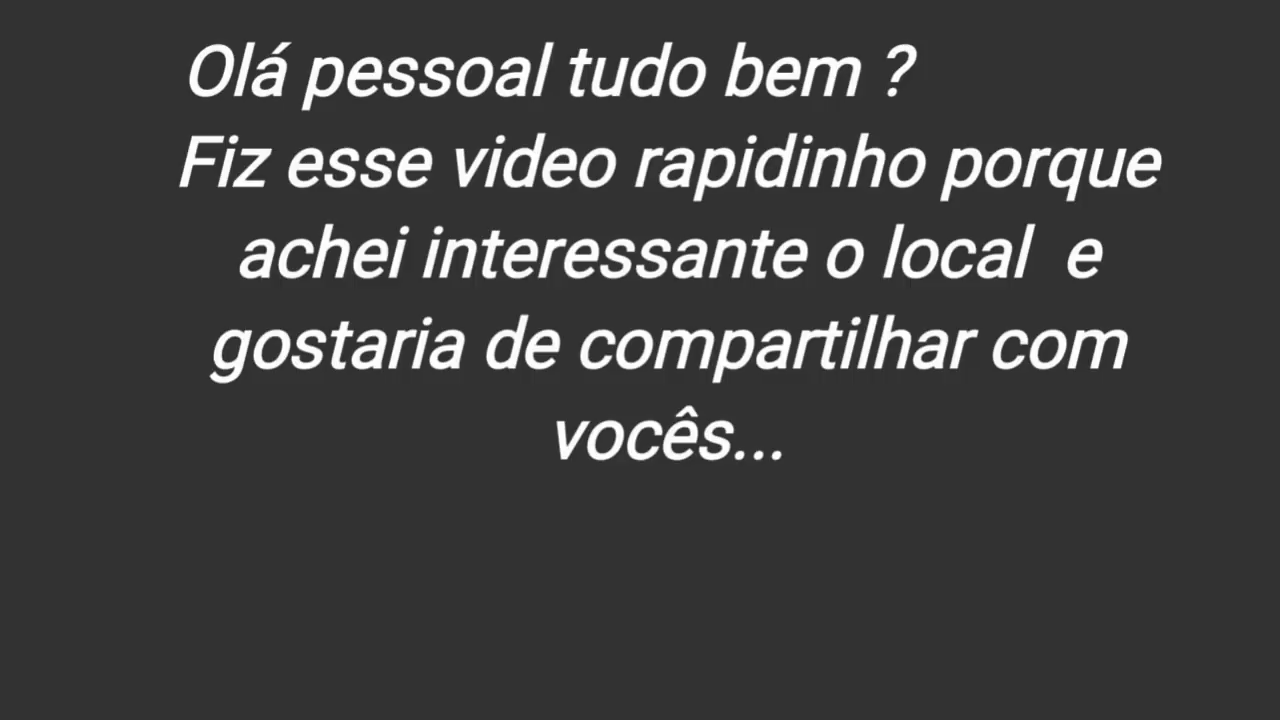 Olá pessoal tudo bem ?
Fiz esse video rapidinho porque
achei interessante o local  e
gostaria de compartilhar com
vocês...